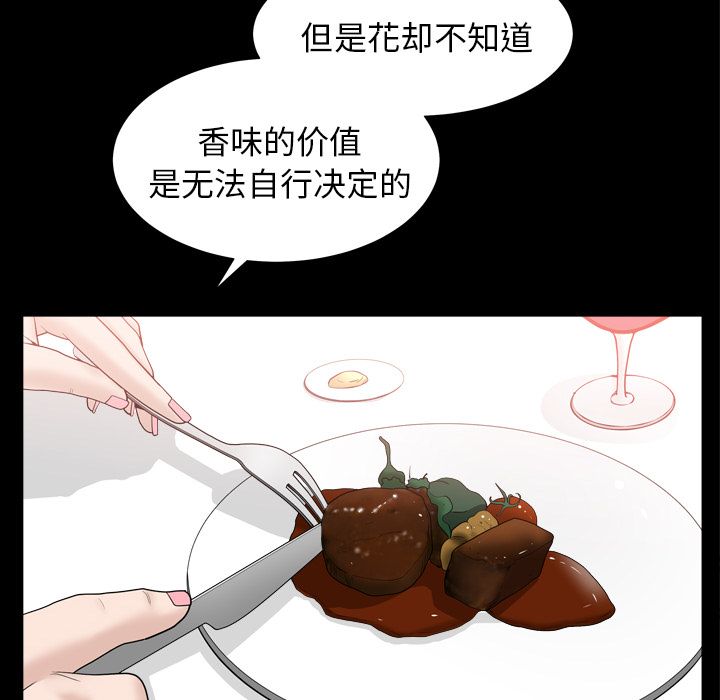 但是花却不知道
香味的价值
是无法自行决定的